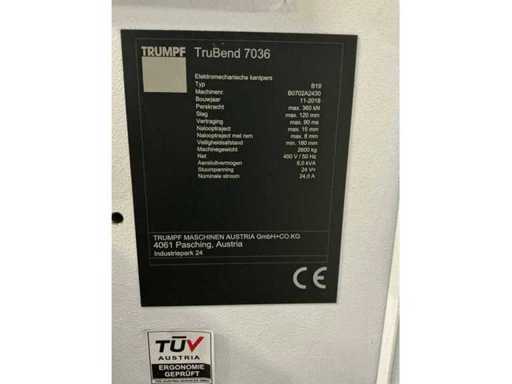 TRUMPF TruBend 7036
Elektromechanische kantpers
Typ B19
Machinenr. B0702A2430
Bouwjaar 11-2018
Perskracht max. 360 kN
Slag max. 120 mm
Vertraging max. 90 ms
Nalooptraject max. 15 mm
Nalooptraject met rem max. 8 mm
Veiligheidsafstand min. 160 mm
Machinegewicht 2600 kg
Net 400 V / 50 Hz
Aansluitvermogen 8,0 kVA
Stuurspanning 24 V=
Nominale stroom 24,0 A
TRUMPF MASCHINEN AUSTRIA GmbH+CO.KG
4061 Pasching, Austria
Industriepark 24
CE
TÜV
AUSTRIA
ERGONOMIE
GEPRÜFT